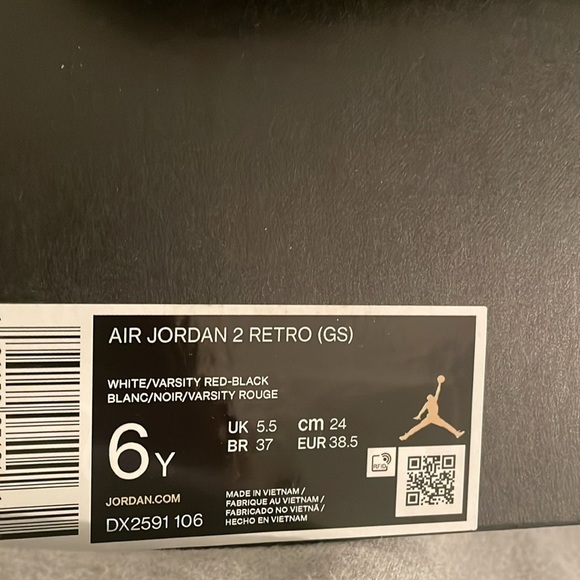 AIR JORDAN 2 RETRO (GS)
WHITE/VARSITY RED-BLACK
BLANC/NOIR/VARSITY ROUGE
6Y
UK 5.5 cm 24
BR 37 EUR 38.5
RFID
JORDAN.COM
DX2591 106
MADE IN VIETNAM /
FABRIQUE AU VIETNAM /
FABRICADO NO VIETNÃ /
HECHO EN VIETNAM